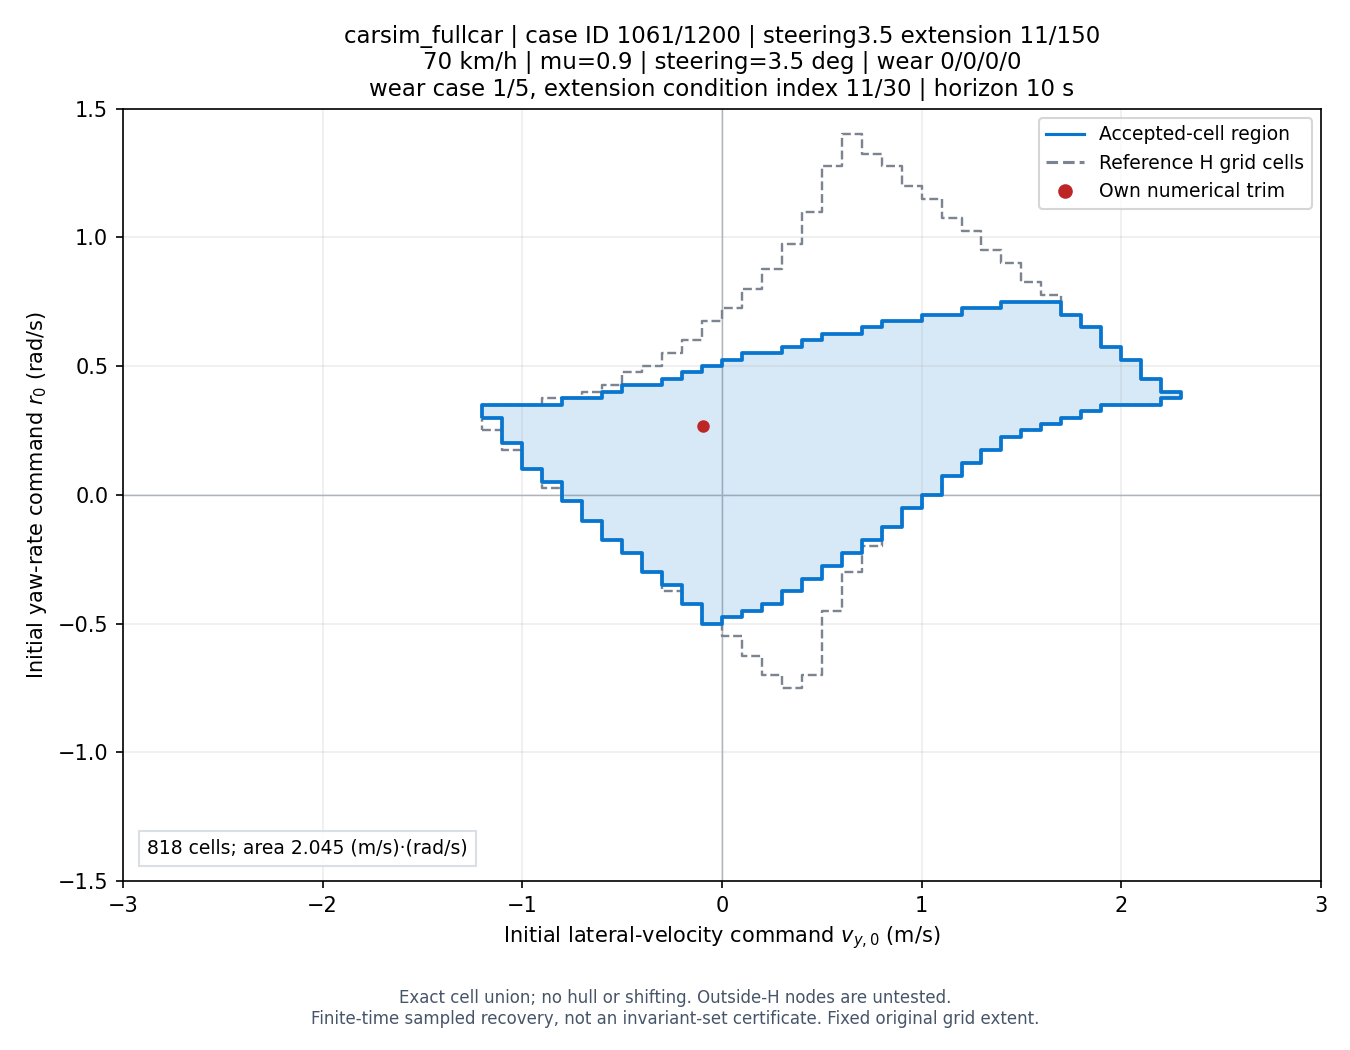 carsim_fullcar | case ID 1061/1200 | steering3.5 extension 11/150
70 km/h | mu=0.9 | steering=3.5 deg | wear 0/0/0/0
wear case 1/5, extension condition index 11/30 | horizon 10 s
Accepted-cell region
Reference H grid cells
Own numerical trim
1.5
1.0
0.5
0.0
−0.5
−1.0
−1.5
Initial yaw-rate command r0 (rad/s)
818 cells; area 2.045 (m/s)·(rad/s)
−3
−2
−1
0
1
2
3
Initial lateral-velocity command vy,0 (m/s)
Exact cell union; no hull or shifting. Outside-H nodes are untested.
Finite-time sampled recovery, not an invariant-set certificate. Fixed original grid extent.